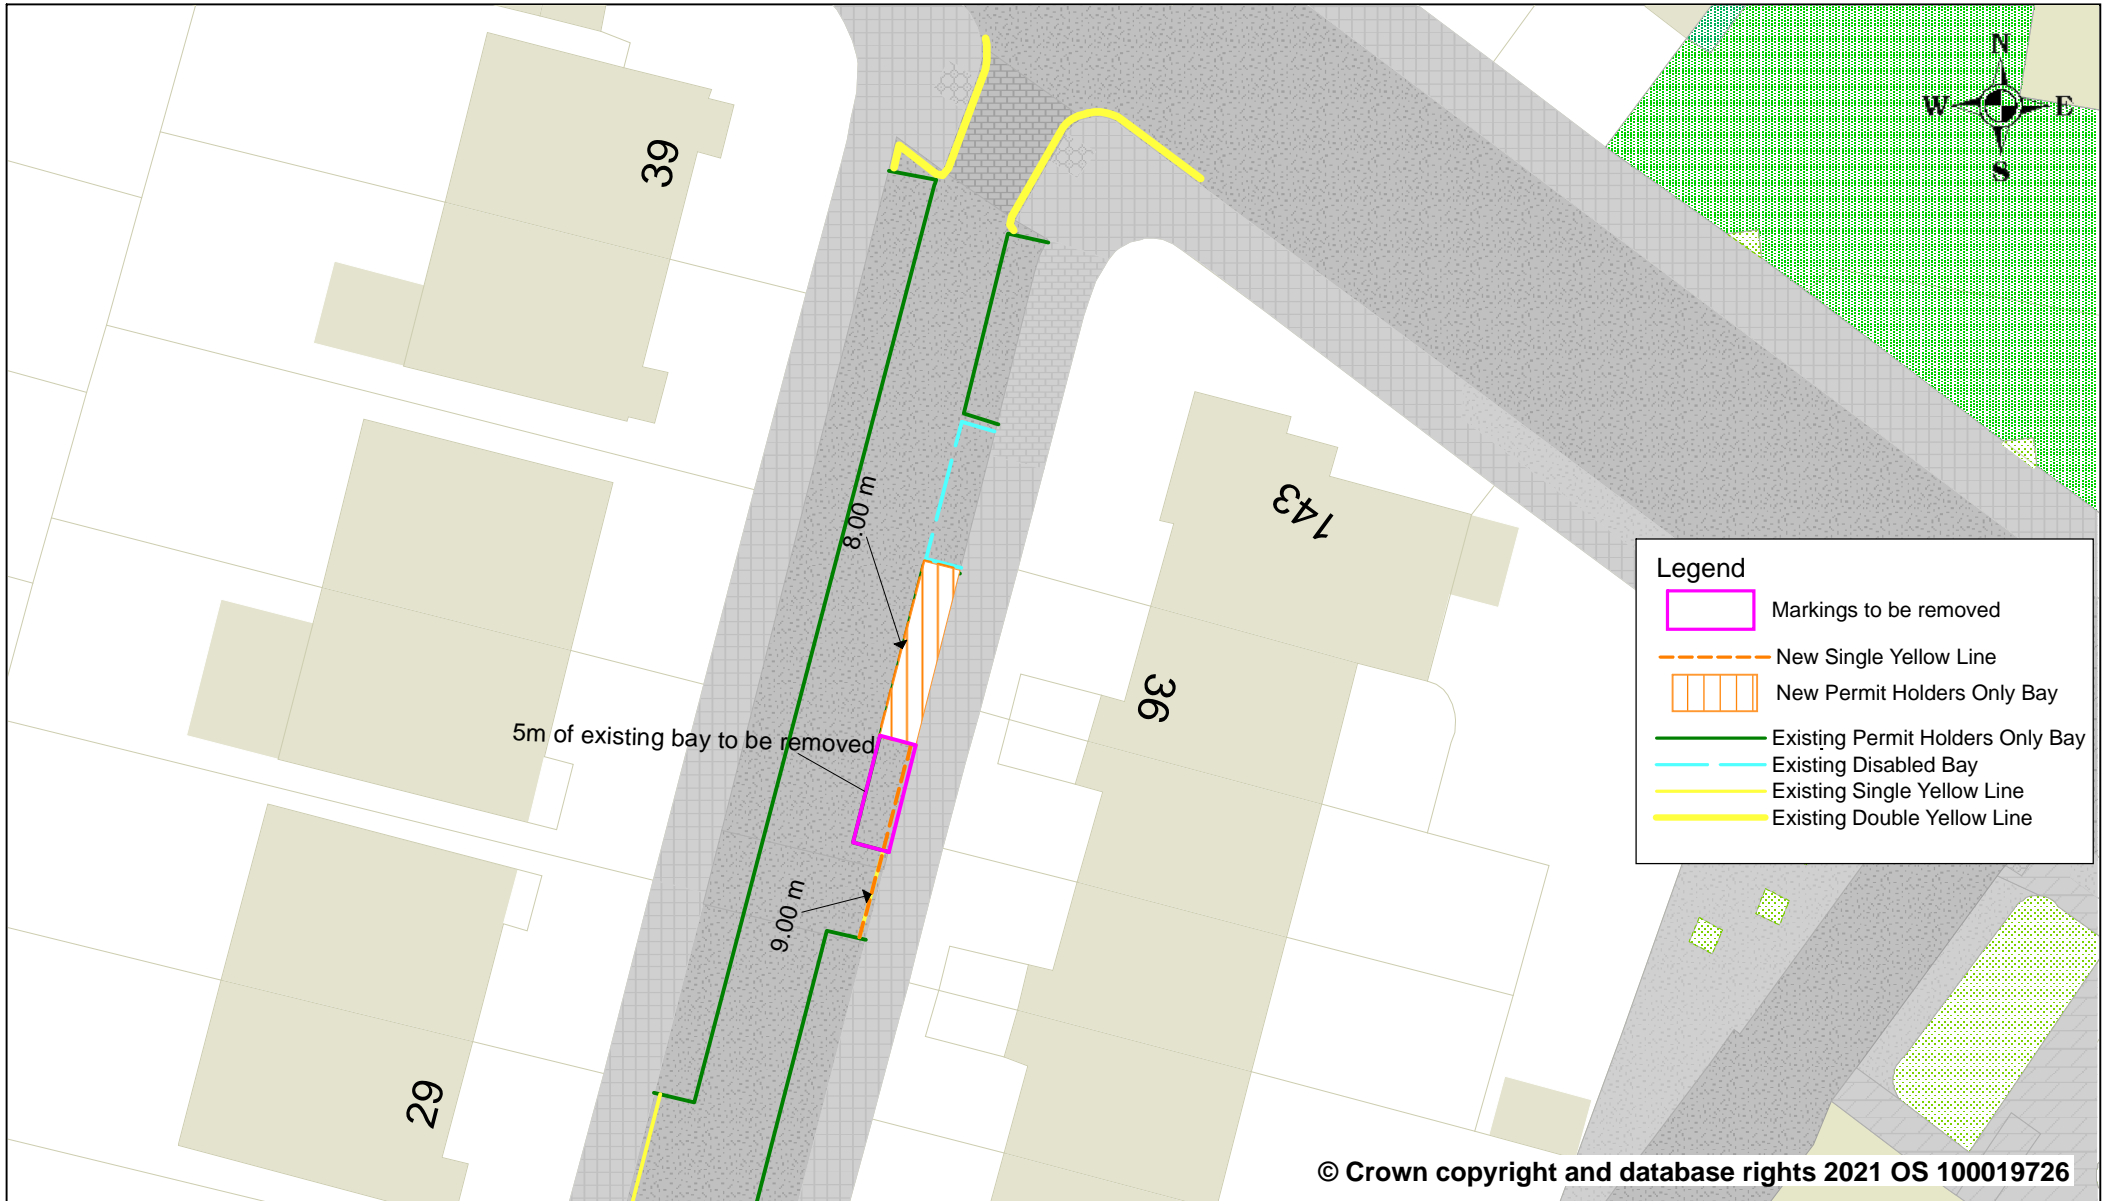 N
W E
S
39
143
8.00 m
36
5m of existing bay to be removed
9.00 m
29
Legend
Markings to be removed
New Single Yellow Line
New Permit Holders Only Bay
Existing Permit Holders Only Bay
Existing Disabled Bay
Existing Single Yellow Line
Existing Double Yellow Line
© Crown copyright and database rights 2021 OS 100019726